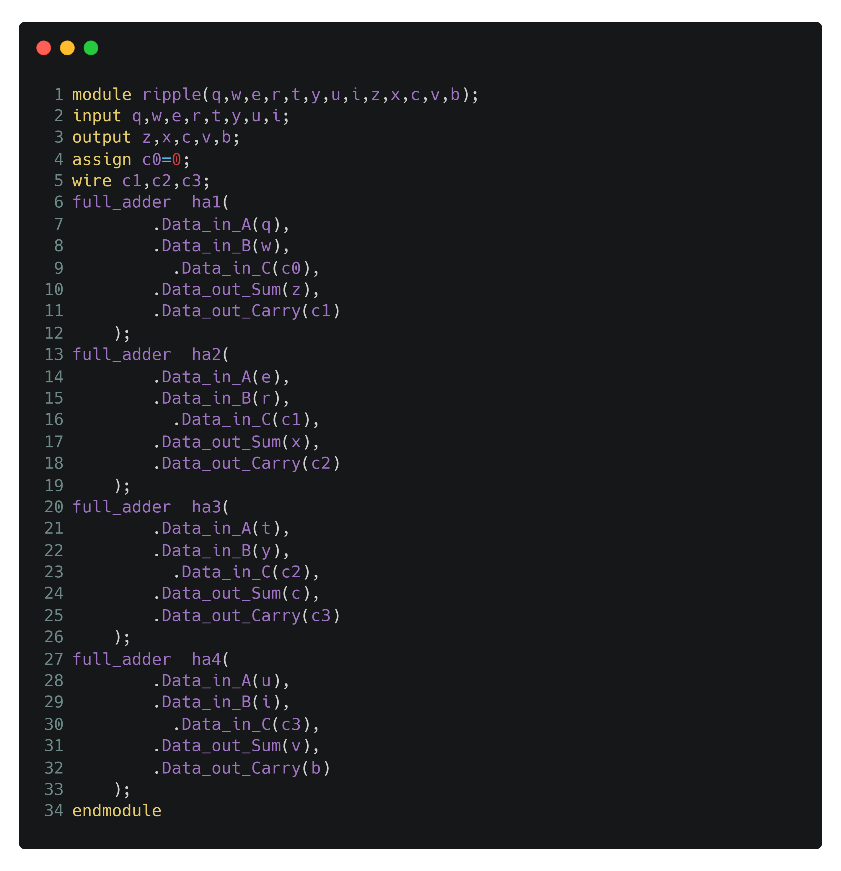 1 module ripple(q,w,e,r,t,y,u,i,z,x,c,v,b);
2 input q,w,e,r,t,y,u,i;
3 output z,x,c,v,b;
4 assign c0=0;
5 wire c1,c2,c3;
6 full_adder  ha1(
7         .Data_in_A(q),
8         .Data_in_B(w),
9           .Data_in_C(c0),
10         .Data_out_Sum(z),
11         .Data_out_Carry(c1)
12     );
13 full_adder  ha2(
14         .Data_in_A(e),
15         .Data_in_B(r),
16           .Data_in_C(c1),
17         .Data_out_Sum(x),
18         .Data_out_Carry(c2)
19     );
20 full_adder  ha3(
21         .Data_in_A(t),
22         .Data_in_B(y),
23           .Data_in_C(c2),
24         .Data_out_Sum(c),
25         .Data_out_Carry(c3)
26     );
27 full_adder  ha4(
28         .Data_in_A(u),
29         .Data_in_B(i),
30           .Data_in_C(c3),
31         .Data_out_Sum(v),
32         .Data_out_Carry(b)
33     );
34 endmodule